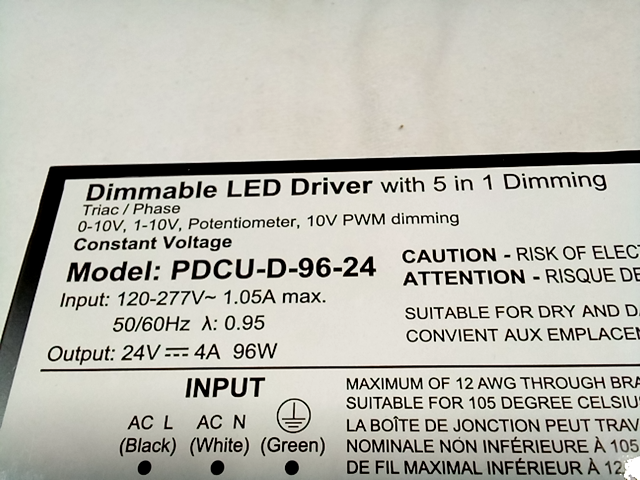 Dimmable LED Driver with 5 in 1 Dimming
Triac / Phase
0-10V, 1-10V, Potentiometer, 10V PWM dimming
Constant Voltage
Model: PDCU-D-96-24
Input: 120-277V~ 1.05A max.
50/60Hz λ: 0.95
Output: 24V⎓ 4A 96W
CAUTION - RISK OF ELEC
ATTENTION - RISQUE DE
SUITABLE FOR DRY AND
CONVIENT AUX EMPLACE
INPUT
AC L AC N
(Black) (White) (Green)
MAXIMUM OF 12 AWG THROUGH
SUITABLE FOR 105 DEGREE CELSIU
LA BOÎTE DE JONCTION PEUT TRAV
NOMINALE NON INFÉRIEURE À 105
DE FIL MAXIMAL INFÉRIEUR À 12